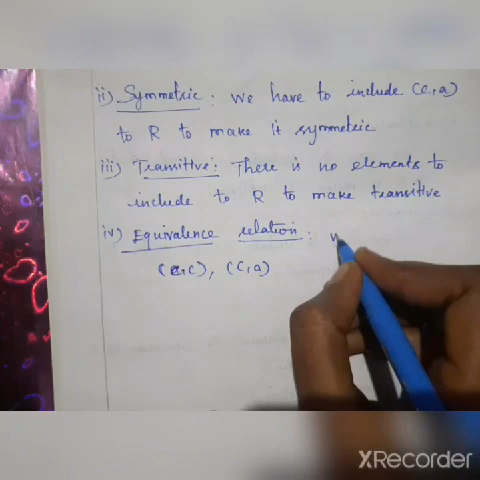 ii) Symmetric : We have to include (c,a)
to R to make it symmetric
iii) Transitive : There is no elements to
include to R to make transitive
iv) Equivalence relation : W
(c,c), (c,a)
XRecorder